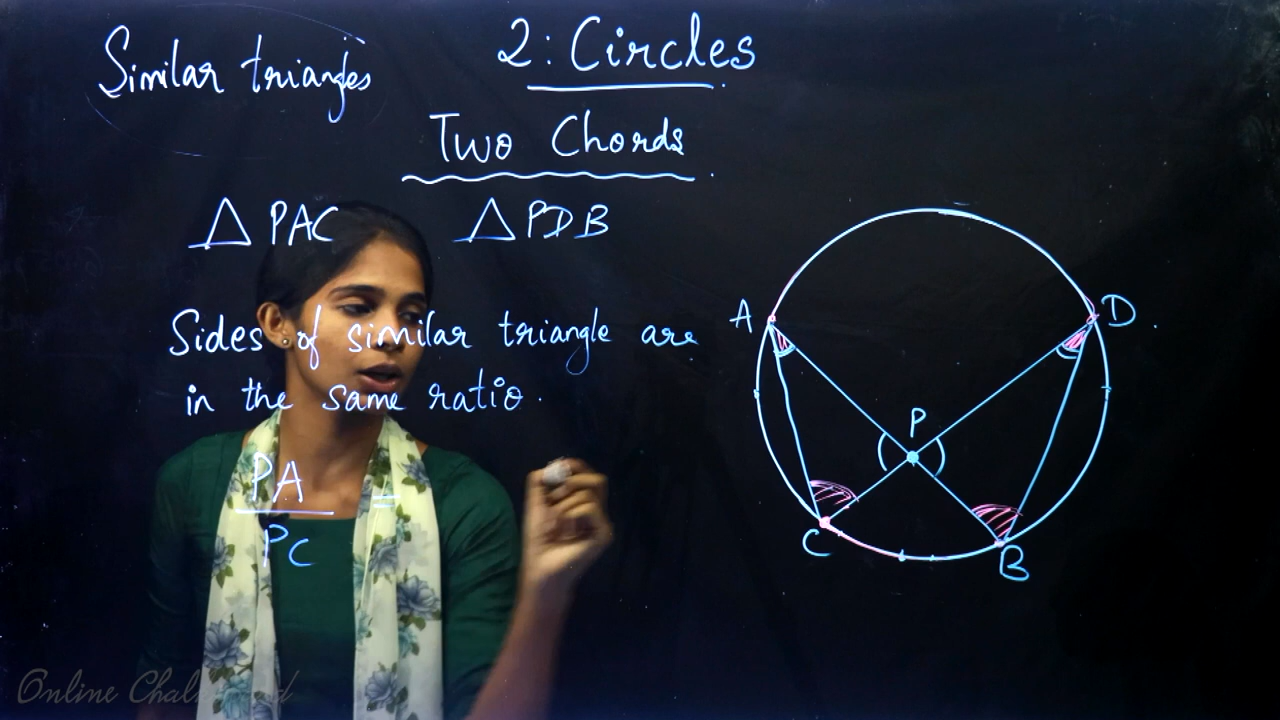 Similar triangles
2: Circles
Two Chords
△ PAC △ PDB
Sides of similar triangle are
in the same ratio.
PA =
PC
A
D
P
C
B
Online